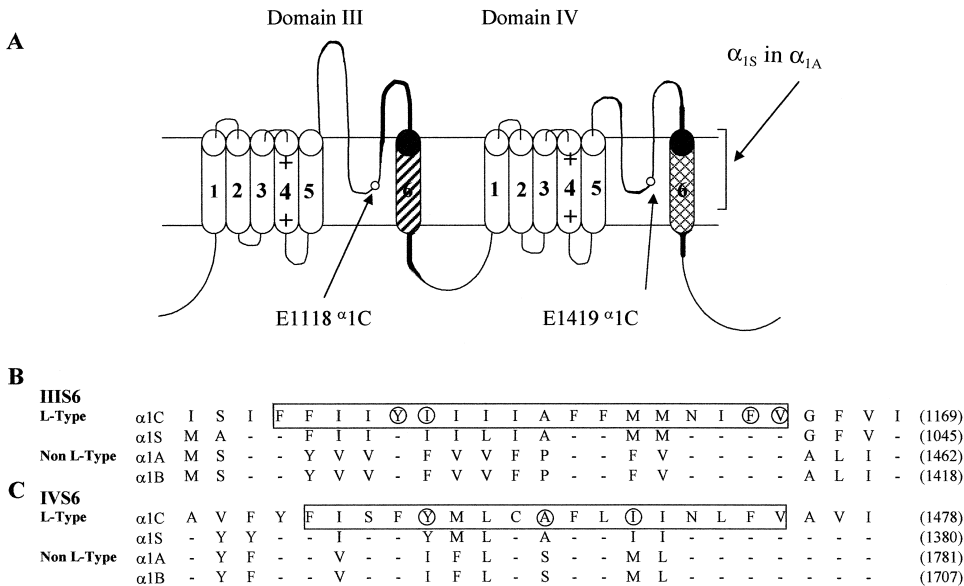 Domain III Domain IV
A
α1S in α1A
1 2 3 4 5 6 1 2 3 4 5 6
+ +
+ +
E1118 α1C E1419 α1C
B
IIIS6
L-Type α1C I S I F F I I Y I I I I A F F M M N I F V G F V I (1169)
α1S M A - - F I I - I I L I A - - M M - - - - G F V - (1045)
Non L-Type α1A M S - - Y V V - F V V F P - - F V - - - - A L I - (1462)
α1B M S - - Y V V - F V V F P - - F V - - - - A L I - (1418)
C
IVS6
L-Type α1C A V F Y F I S F Y M L C A F L I I N L F V A V I (1478)
α1S - Y Y - - I - - Y M L - A - - I I - - - - - - - (1380)
Non L-Type α1A - Y F - - V - - I F L - S - - M L - - - - - - - (1781)
α1B - Y F - - V - - I F L - S - - M L - - - - - - - (1707)